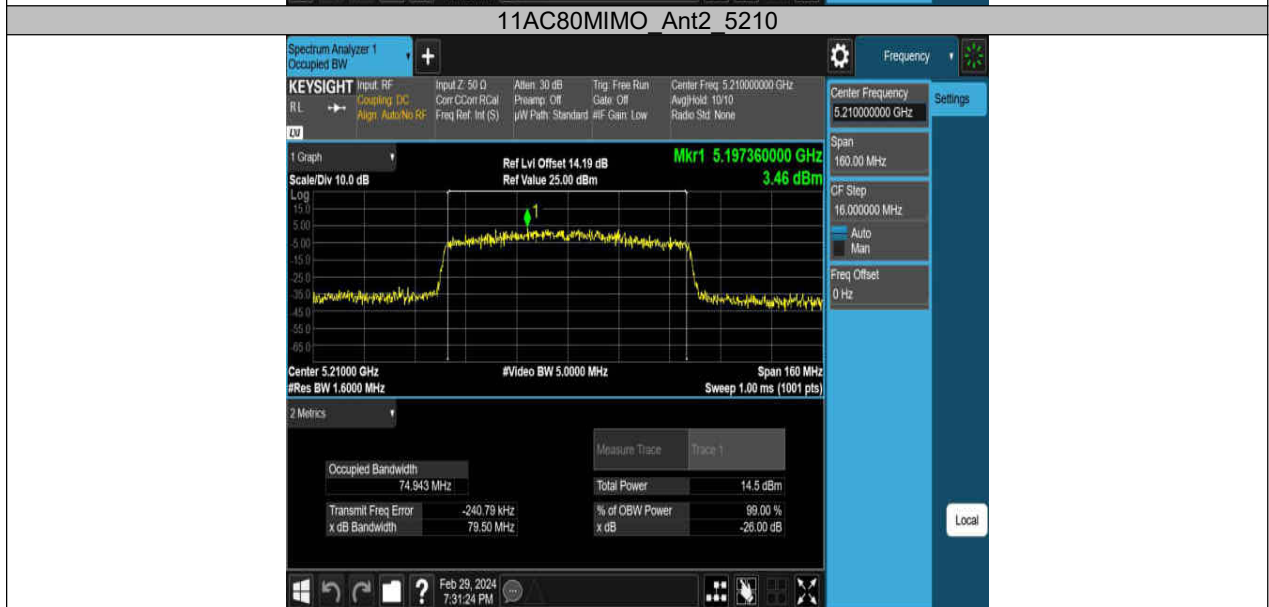 11AC80MIMO_Ant2_5210
Spectrum Analyzer 1
Occupied BW
+
Frequency
KEYSIGHT
RL
LXI
Input: RF
Coupling: DC
Align: Auto/No RF
Input Z: 50 Ω
Corr CCorr RCal
Freq Ref: Int (S)
Atten: 30 dB
Preamp: Off
µW Path: Standard
Trig: Free Run
Gate: Off
#IF Gain: Low
Center Freq: 5.210000000 GHz
Avg|Hold: 10/10
Radio Std: None
Center Frequency
5.210000000 GHz
Settings
Span
160.00 MHz
CF Step
16.000000 MHz
Auto
Man
Freq Offset
0 Hz
1 Graph
Scale/Div 10.0 dB
Ref Lvl Offset 14.19 dB
Ref Value 25.00 dBm
Mkr1 5.197360000 GHz
3.46 dBm
Log
15.0
5.00
-5.00
-15.0
-25.0
-35.0
-45.0
-55.0
-65.0
1
Center 5.21000 GHz
#Video BW 5.0000 MHz
Span 160 MHz
#Res BW 1.6000 MHz
Sweep 1.00 ms (1001 pts)
2 Metrics
Measure Trace
Trace 1
Occupied Bandwidth
74.943 MHz
Total Power
14.5 dBm
Transmit Freq Error
-240.79 kHz
% of OBW Power
99.00 %
x dB Bandwidth
79.50 MHz
x dB
-26.00 dB
Local
?
Feb 29, 2024
7:31:24 PM